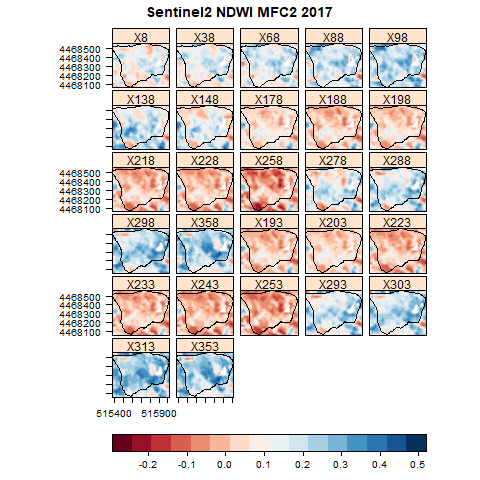 Sentinel2 NDWI MFC2 2017
X8 X38 X68 X88 X98
4468500
4468400
4468300
4468200
4468100
X138 X148 X178 X188 X198
X218 X228 X258 X278 X288
4468500
4468400
4468300
4468200
4468100
X298 X358 X193 X203 X223
X233 X243 X253 X293 X303
4468500
4468400
4468300
4468200
4468100
X313 X353
515400 515900
-0.2 -0.1 0.0 0.1 0.2 0.3 0.4 0.5